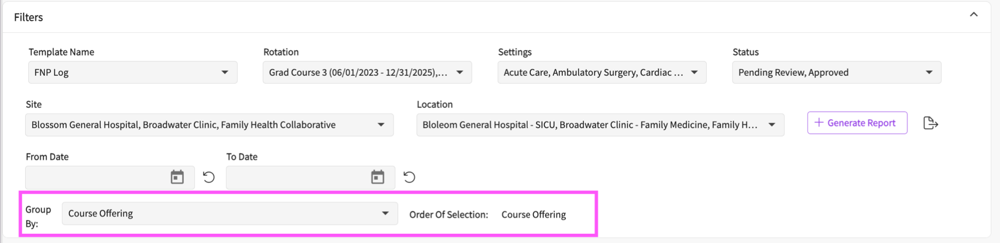 Filters
Template Name
Rotation
Settings
Status
FNP Log
Grad Course 3 (06/01/2023 - 12/31/2025),...
Acute Care, Ambulatory Surgery, Cardiac ...
Pending Review, Approved
Site
Location
Blossom General Hospital, Broadwater Clinic, Family Health Collaborative
Bloleom General Hospital - SICU, Broadwater Clinic - Family Medicine, Family H...
Generate Report
From Date
To Date
Group
By:
Course Offering
Order Of Selection:
Course Offering